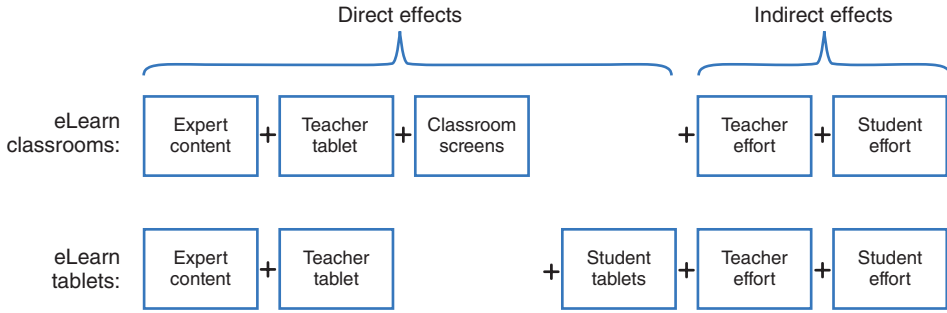 Direct effects
Indirect effects
eLearn
classrooms:
Expert
content
+
Teacher
tablet
+
Classroom
screens
+
Teacher
effort
+
Student
effort
eLearn
tablets:
Expert
content
+
Teacher
tablet
+
Student
tablets
+
Teacher
effort
+
Student
effort